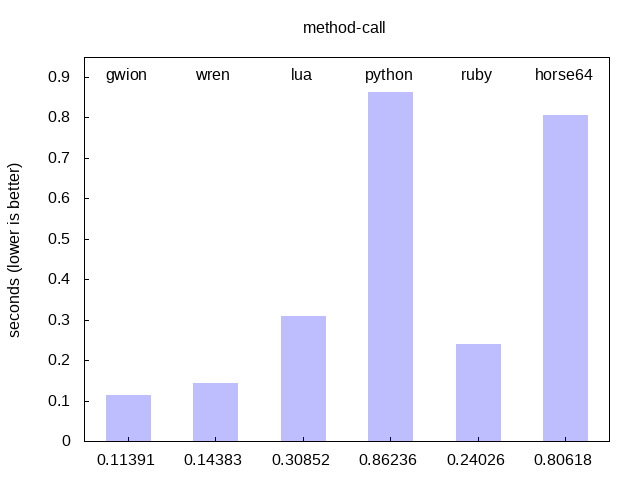 method-call
gwion wren lua python ruby horse64
0.9
0.8
0.7
0.6
0.5
0.4
0.3
0.2
0.1
0
seconds (lower is better)
0.11391 0.14383 0.30852 0.86236 0.24026 0.80618